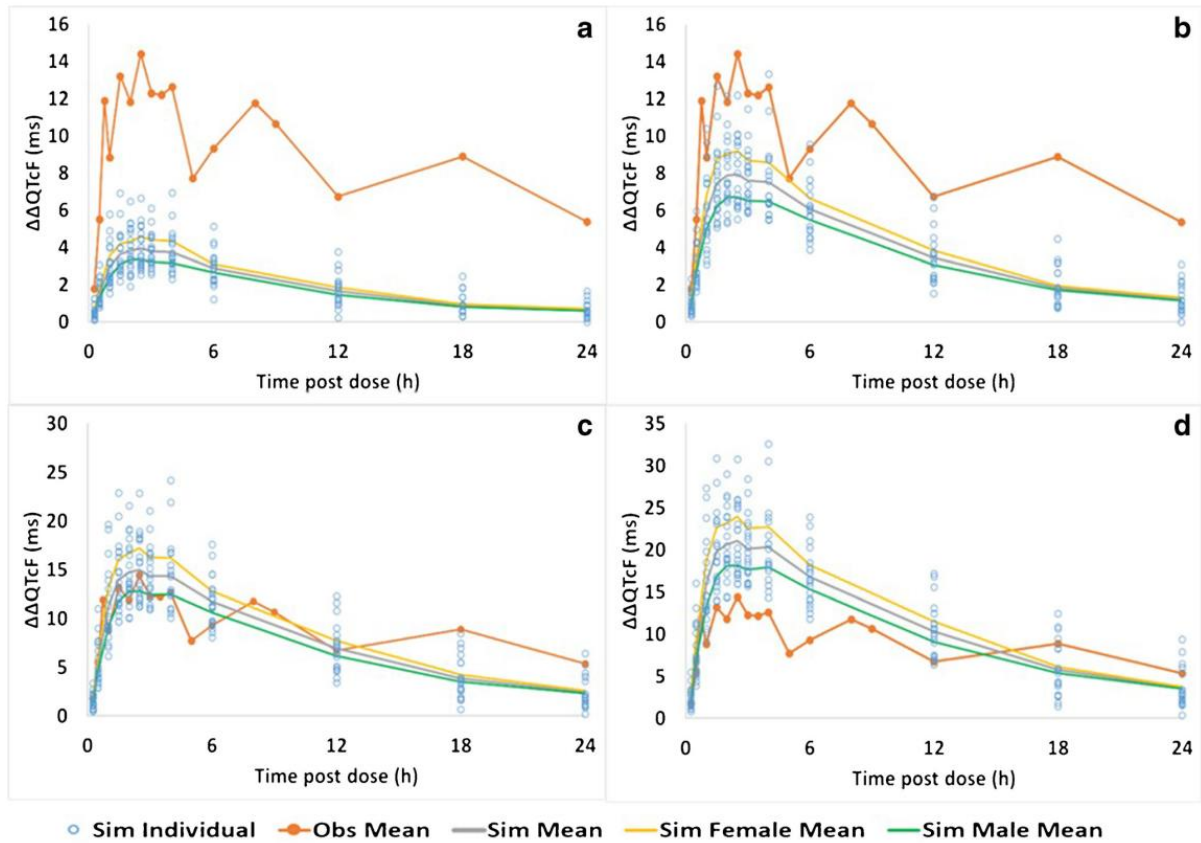 a
16
14
12
10
8
6
4
2
0
ΔΔQTcF (ms)
0 6 12 18 24
Time post dose (h)
b
16
14
12
10
8
6
4
2
0
ΔΔQTcF (ms)
0 6 12 18 24
Time post dose (h)
c
30
25
20
15
10
5
0
ΔΔQTcF (ms)
0 6 12 18 24
Time post dose (h)
d
35
30
25
20
15
10
5
0
ΔΔQTcF (ms)
0 6 12 18 24
Time post dose (h)
Sim Individual Obs Mean Sim Mean Sim Female Mean Sim Male Mean